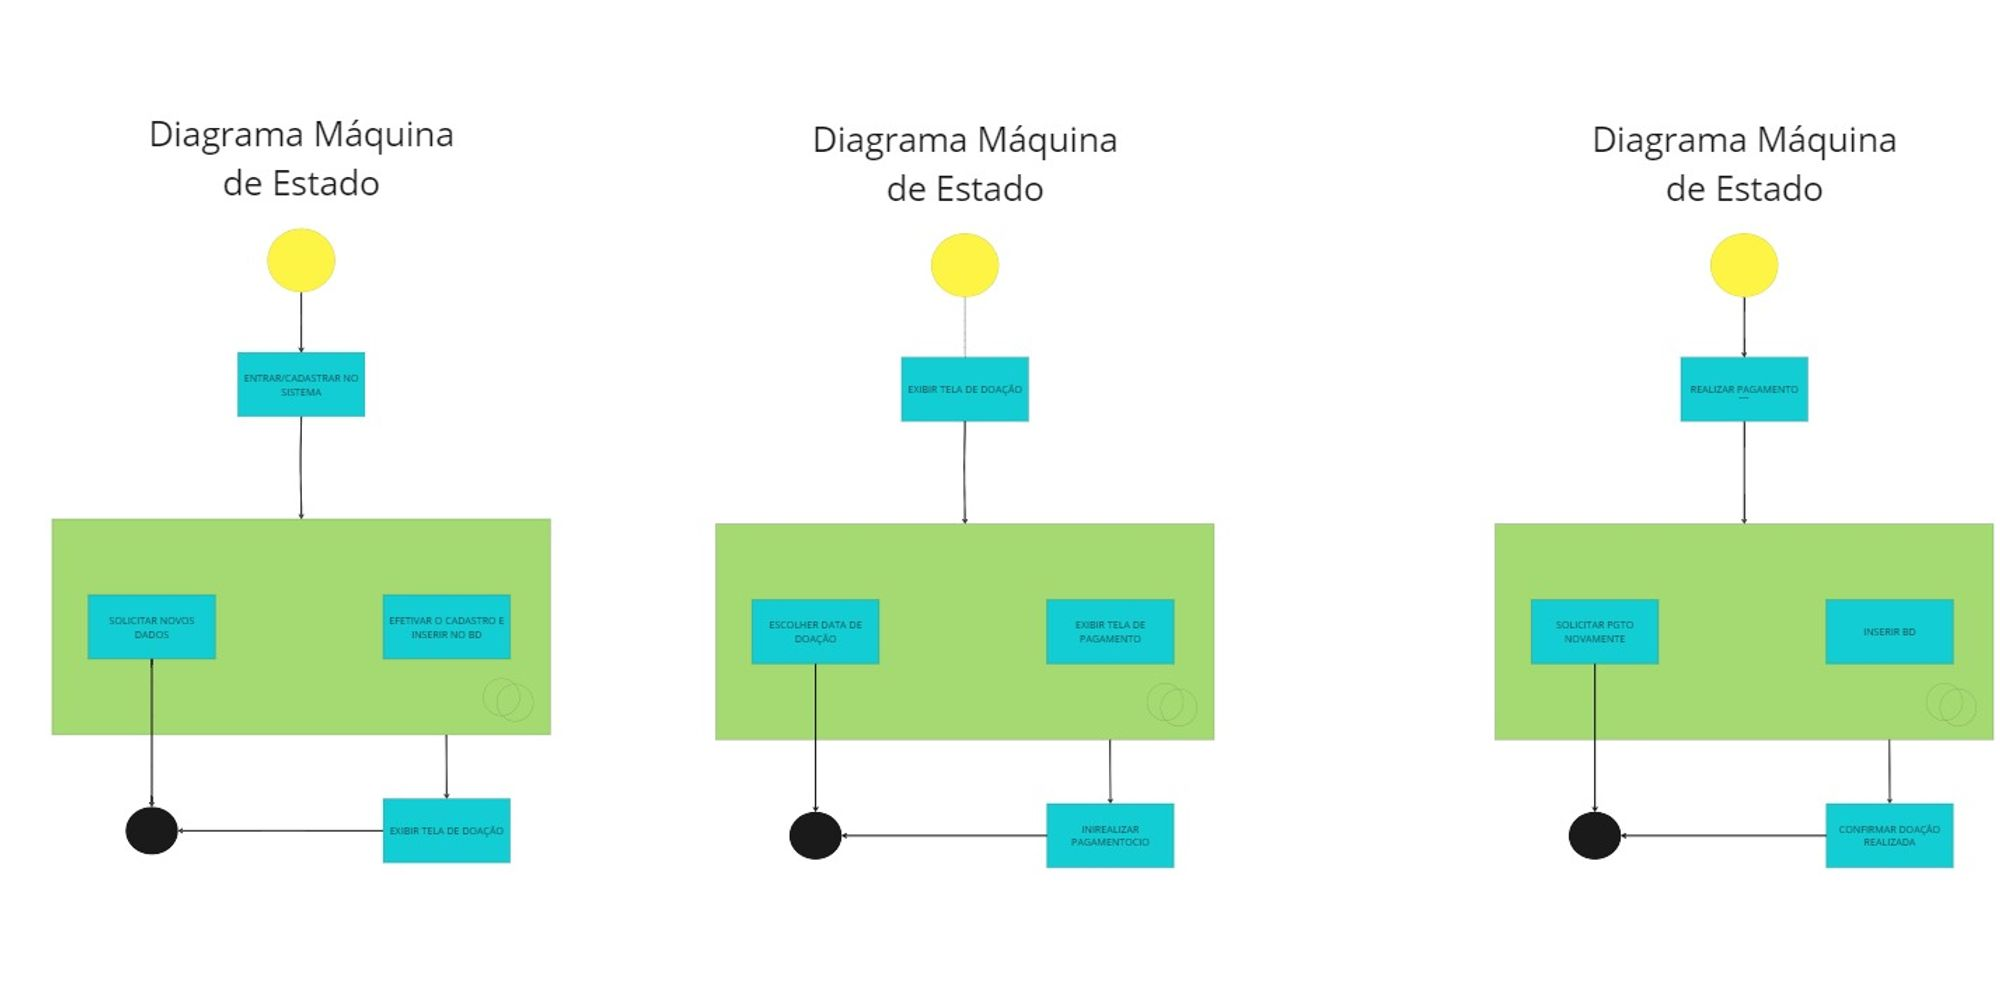 Diagrama Máquina
de Estado
ENTRAR/CADASTRAR NO
SISTEMA
SOLICITAR NOVOS
DADOS
EFETIVAR O CADASTRO E
INSERIR NO BD
EXIBIR TELA DE DOAÇÃO
Diagrama Máquina
de Estado
EXIBIR TELA DE DOAÇÃO
ESCOLHER DATA DE
DOAÇÃO
EXIBIR TELA DE
PAGAMENTO
INIREALIZAR
PAGAMENTOCIO
Diagrama Máquina
de Estado
REALIZAR PAGAMENTO
SOLICITAR PGTO
NOVAMENTE
INSERIR BD
CONFIRMAR DOAÇÃO
REALIZADA